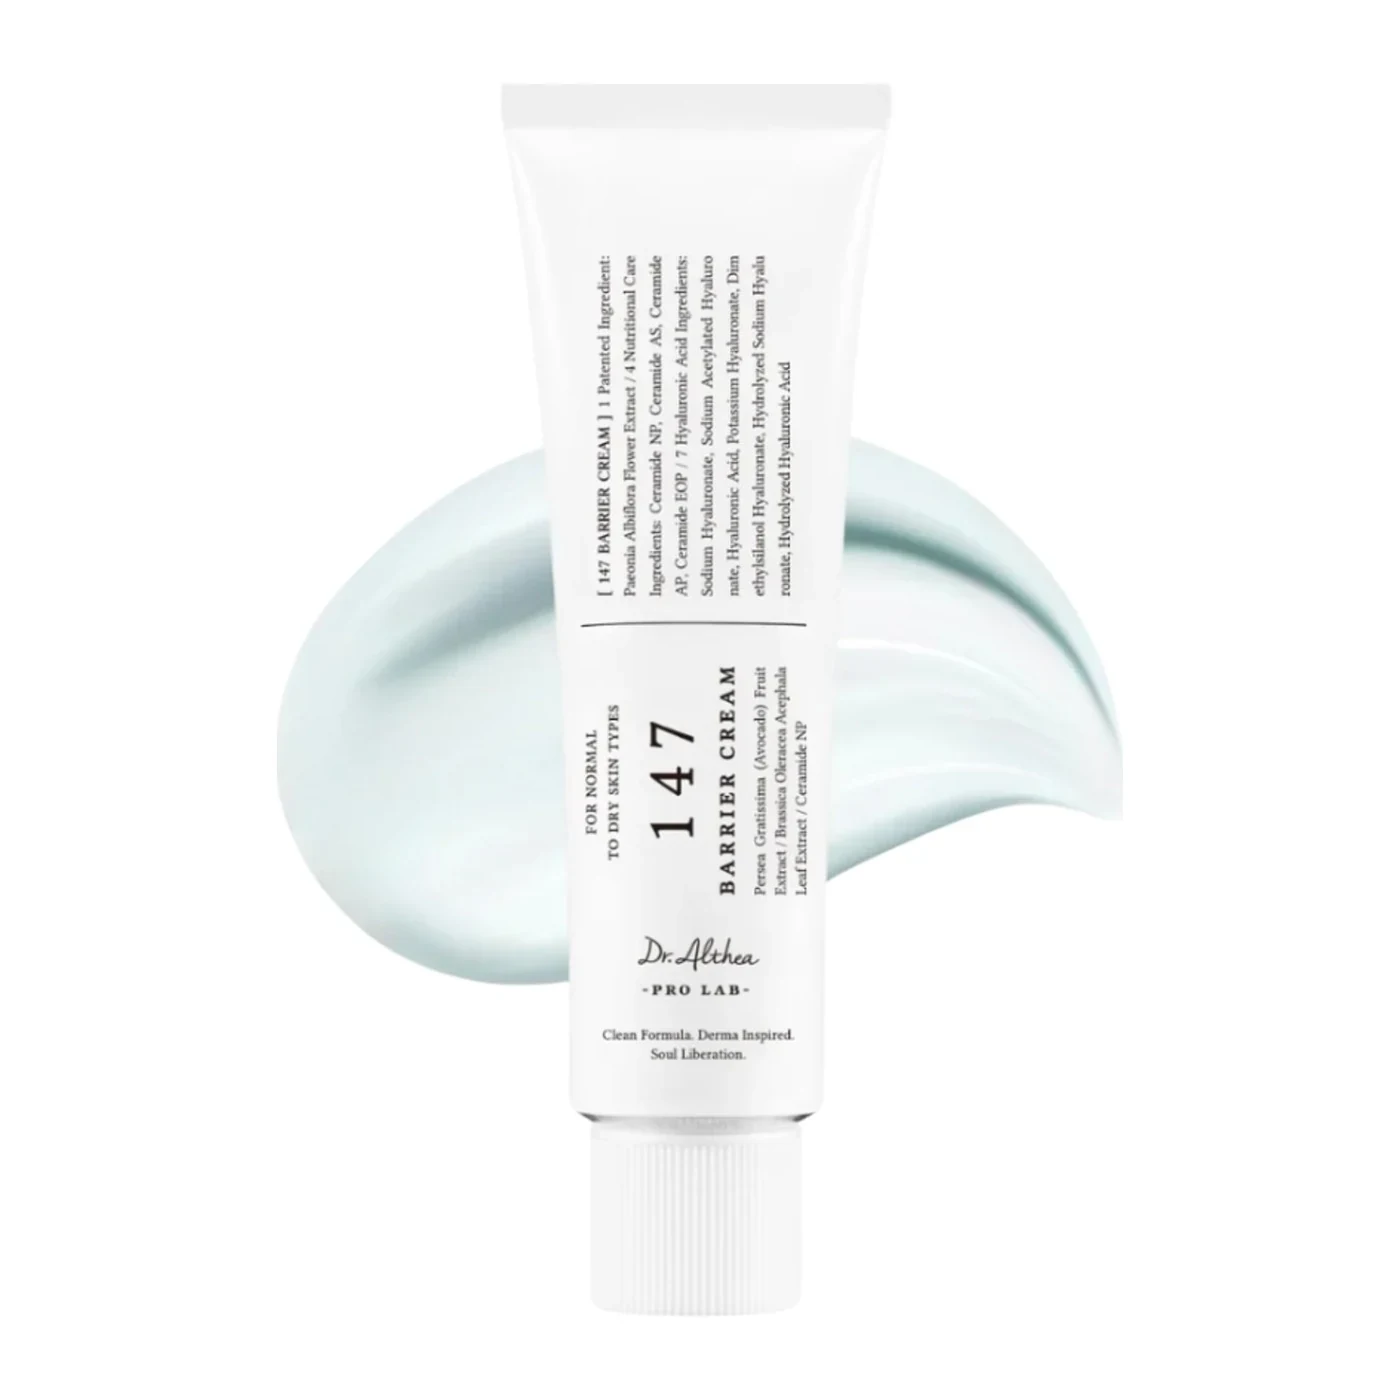 [ 147 BARRIER CREAM ] 1 Patented Ingredient:
Paeonia Albiflora Flower Extract / 4 Nutritional Care
Ingredients: Ceramide NP, Ceramide AS, Ceramide
AP, Ceramide EOP / 7 Hyaluronic Acid Ingredients:
Sodium Hyaluronate, Sodium Acetylated Hyaluro
nate, Hyaluronic Acid, Potassium Hyaluronate, Dim
ethylsilanol Hyaluronate, Hydrolyzed Sodium Hyalu
ronate, Hydrolyzed Hyaluronic Acid
FOR NORMAL
TO DRY SKIN TYPES
147
BARRIER CREAM
Persea Gratissima (Avocado) Fruit
Extract / Brassica Oleracea Acephala
Leaf Extract / Ceramide NP
Dr.Althea
-PRO LAB-
Clean Formula. Derma Inspired.
Soul Liberation.